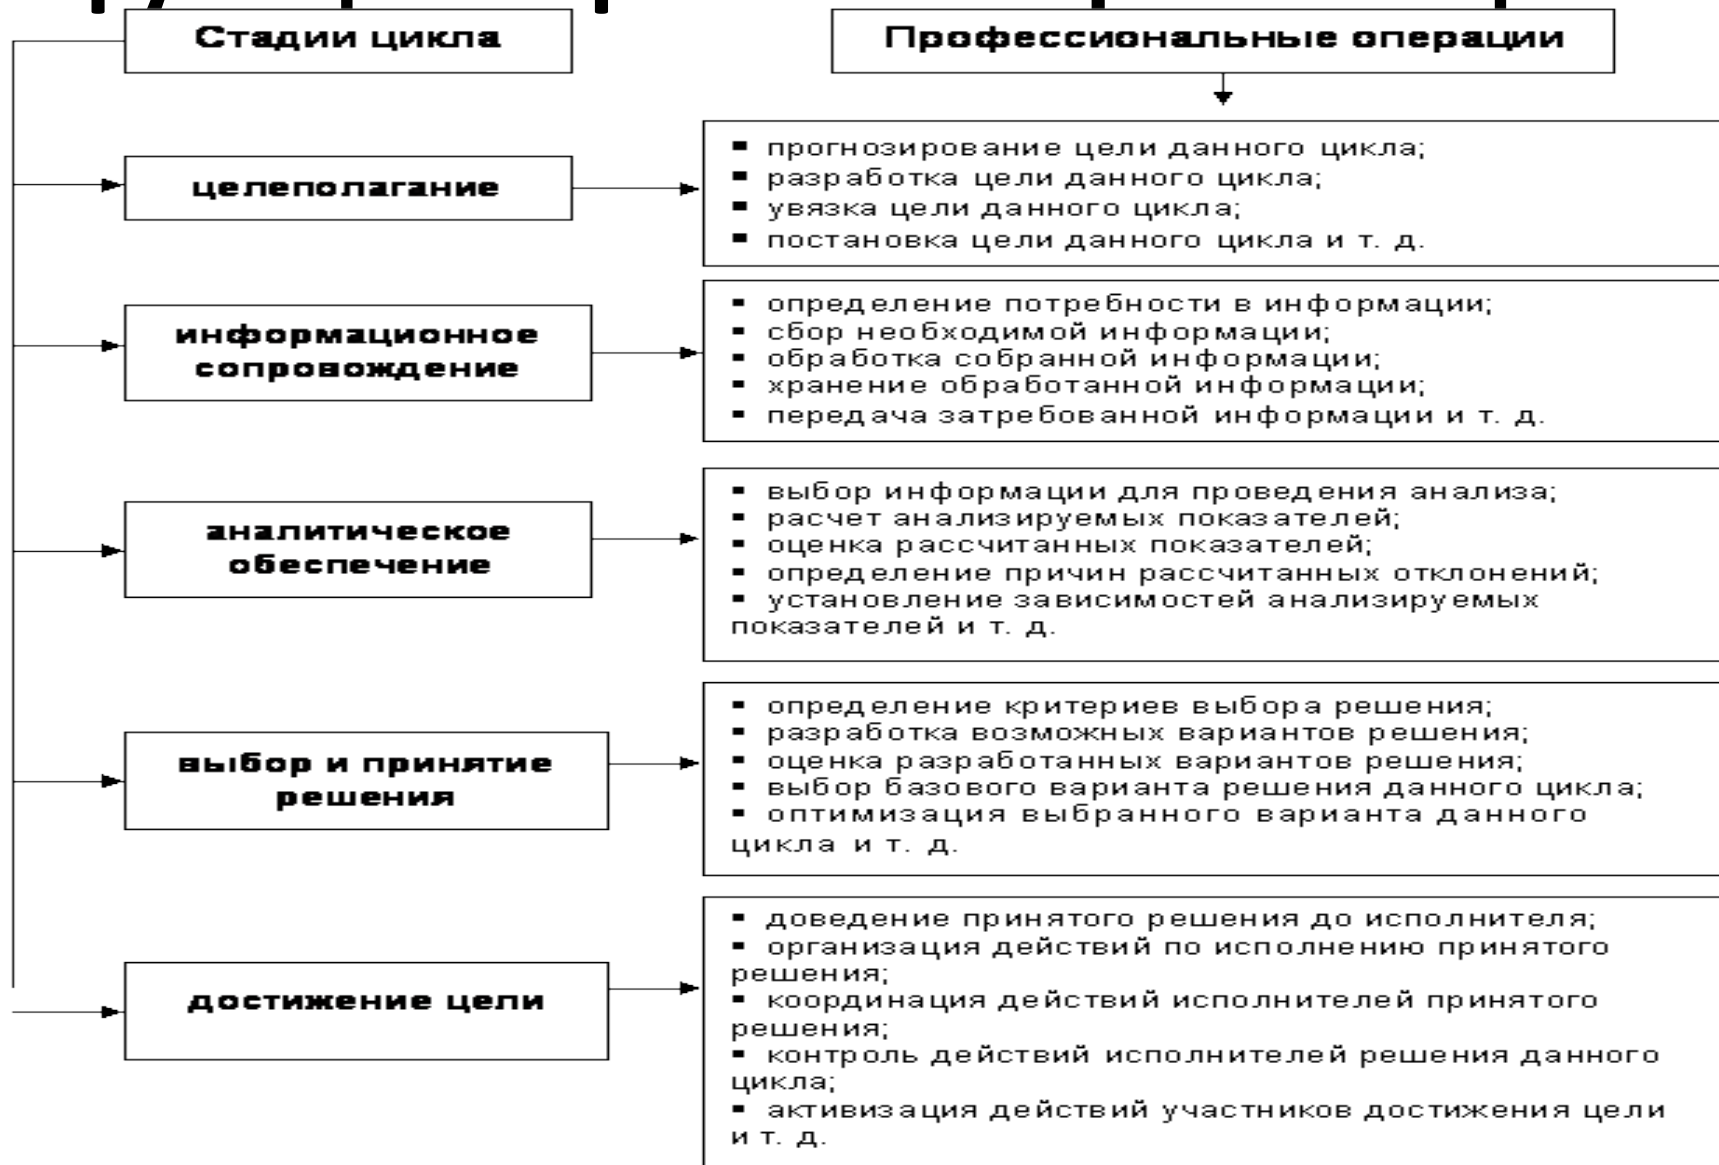 Стадии цикла
Профессиональные операции
целеполагание
▪ прогнозирование цели данного цикла;
▪ разработка цели данного цикла;
▪ увязка цели данного цикла;
▪ постановка цели данного цикла и т. д.
информационное
сопровождение
▪ определение потребности в информации;
▪ сбор необходимой информации;
▪ обработка собранной информации;
▪ хранение обработанной информации;
▪ передача затребованной информации и т. д.
аналитическое
обеспечение
▪ выбор информации для проведения анализа;
▪ расчет анализируемых показателей;
▪ оценка рассчитанных показателей;
▪ определение причин рассчитанных отклонений;
▪ установление зависимостей анализируемых
показателей и т. д.
выбор и принятие
решения
▪ определение критериев выбора решения;
▪ разработка возможных вариантов решения;
▪ оценка разработанных вариантов решения;
▪ выбор базового варианта решения данного цикла;
▪ оптимизация выбранного варианта данного
цикла и т. д.
достижение цели
▪ доведение принятого решения до исполнителя;
▪ организация действий по исполнению принятого
решения;
▪ координация действий исполнителей принятого
решения;
▪ контроль действий исполнителей решения данного
цикла;
▪ активизация действий участников достижения цели
и т. д.